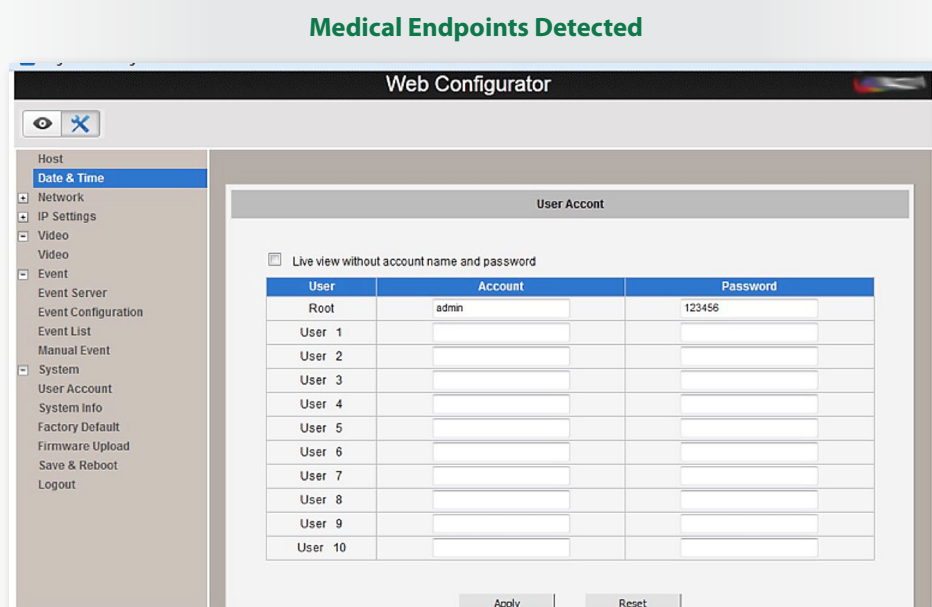 Medical Endpoints Detected
Web Configurator
Host
Date & Time
Network
IP Settings
Video
Video
Event
Event Server
Event Configuration
Event List
Manual Event
System
User Account
System Info
Factory Default
Firmware Upload
Save & Reboot
Logout
User Accont
Live view without account name and password
User Account Password
Root admin 123456
User 1
User 2
User 3
User 4
User 5
User 6
User 7
User 8
User 9
User 10
Apply Reset